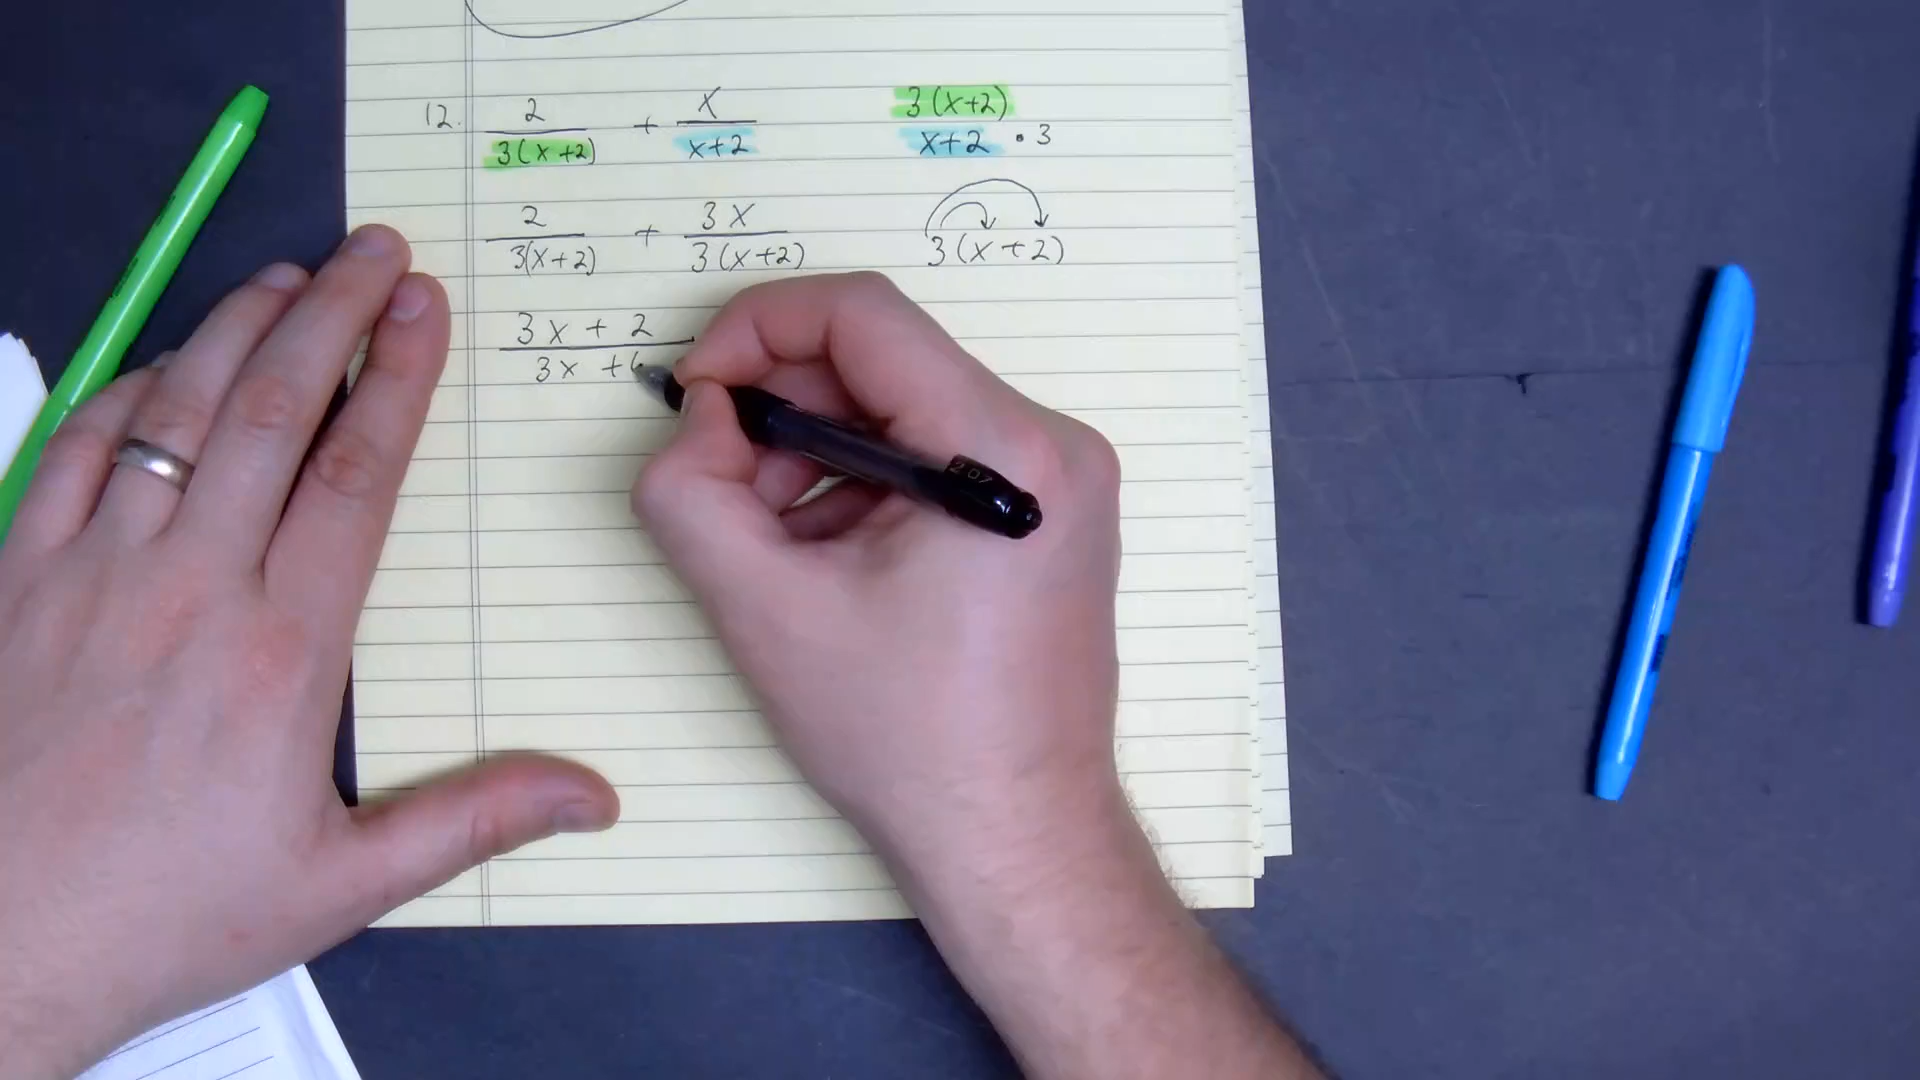 12. 2/3(x+2) + x/x+2
3(x+2)
x+2 • 3
2/3(x+2) + 3x/3(x+2)
3(x+2)
3x + 2/3x +6
207